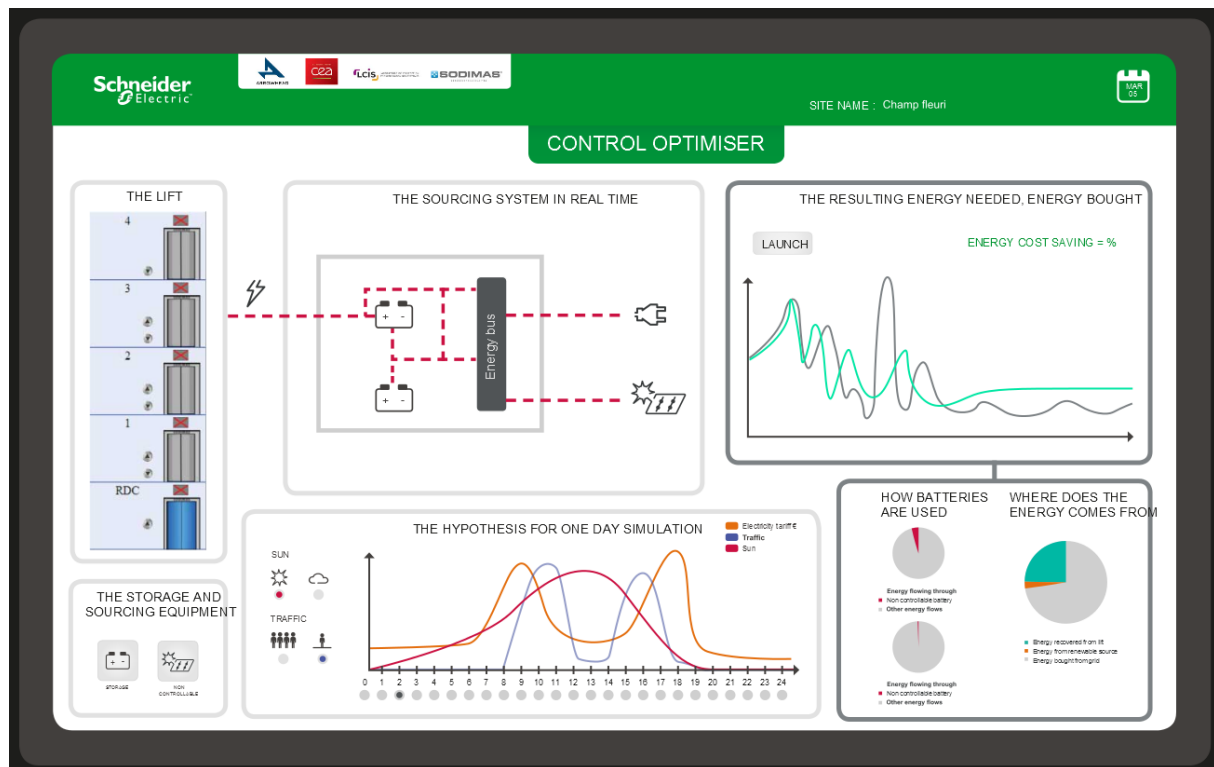 Schneider
Electric
ARROWHEAD
cea
LCIS
SODIMAS
SITE NAME : Champ fleuri
MAR
05
CONTROL OPTIMISER
THE LIFT
4
3
2
1
RDC
THE SOURCING SYSTEM IN REAL TIME
+ -
+ -
Energy bus
THE RESULTING ENERGY NEEDED, ENERGY BOUGHT
LAUNCH
ENERGY COST SAVING = %
THE STORAGE AND
SOURCING EQUIPMENT
+ -
STORAGE
NON
CONTROLLABLE
THE HYPOTHESIS FOR ONE DAY SIMULATION
Electricity tariff €
Traffic
Sun
SUN
TRAFFIC
0 1 2 3 4 5 6 7 8 9 10 11 12 13 14 15 16 17 18 19 20 21 22 23 24
HOW BATTERIES
ARE USED
Energy flowing through
Non controllable battery
Other energy flows
Energy flowing through
Non controllable battery
Other energy flows
WHERE DOES THE
ENERGY COMES FROM
Energy recovered from lift
Energy from renewable source
Energy bought from grid